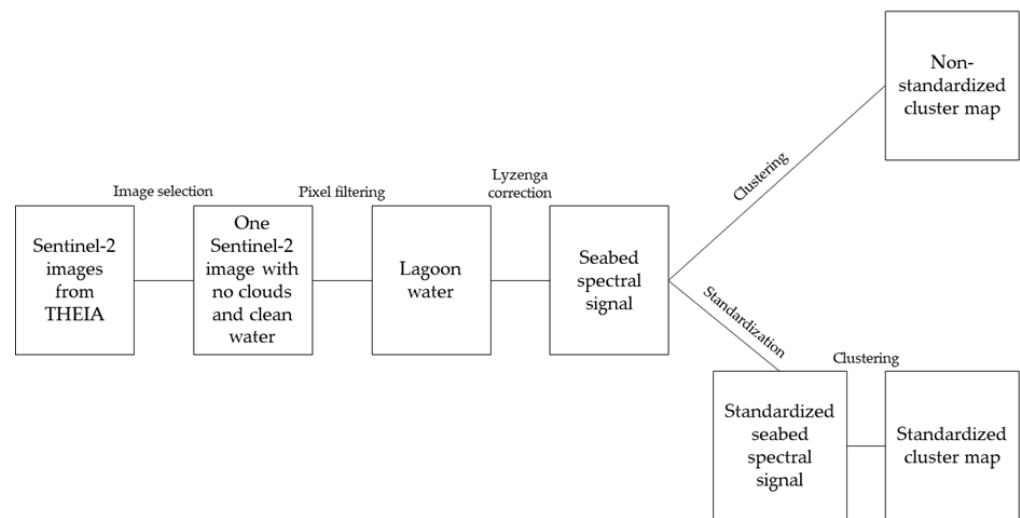 Non-
standardized
cluster map
Clustering
Lyzenga
correction
Image selection
Pixel filtering
Sentinel-2
images
from
THEIA
One
Sentinel-2
image with
no clouds
and clean
water
Lagoon
water
Seabed
spectral
signal
Standardization
Clustering
Standardized
seabed
spectral
signal
Standardized
cluster map